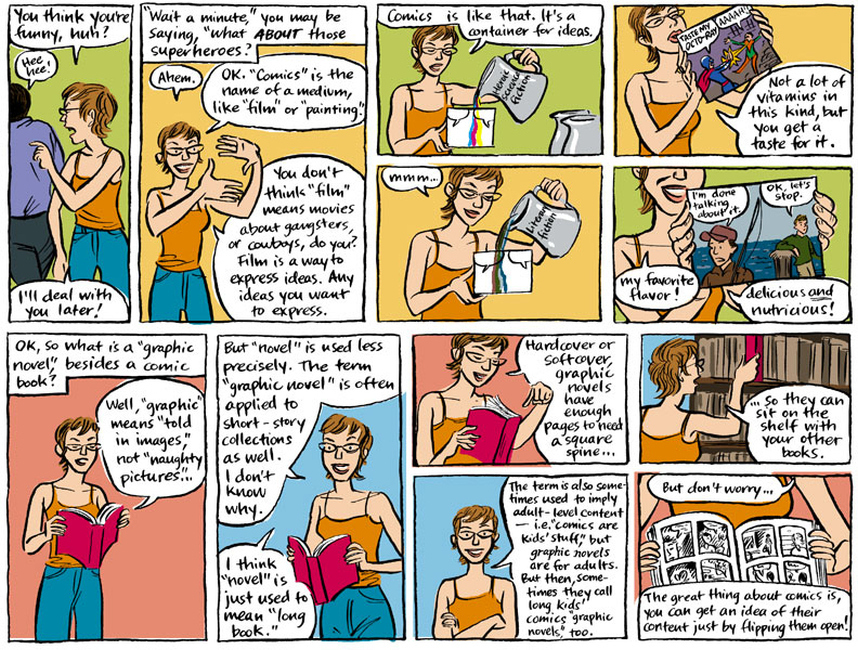 You think you're
funny, huh?
Hee
hee!
I'll deal with
you later!
"Wait a minute," you may be
saying, "what ABOUT those
superheroes?
Ahem.
OK. "Comics" is the
name of a medium,
like "film" or "painting."
You don't
think "film"
means movies
about gangsters,
or cowboys, do you?
Film is a way to
express ideas. Any
ideas you want
to express.
Comics is like that. It's a
container for ideas.
Heroic
science
fiction
TASTE MY
OCTO-RAY
AAAAH!!
Not a lot of
vitamins in
this kind, but
you get a
taste for it.
mmm...
Literary
fiction
I'm done
talking
about it.
OK, let's
stop.
my favorite
flavor!
delicious and
nutricious!
OK, so what is a "graphic
novel," besides a comic
book?
Well, "graphic"
means "told
in images,"
not "naughty
pictures"...
But "novel" is used less
precisely. The term
"graphic novel" is often
applied to
short-story
collections
as well.
I don't
know
why.
I think
"novel" is
just used to
mean "long
book."
Hardcover or
softcover,
graphic
novels
have
enough
pages to need
a square
spine...
... so they can
sit on the
shelf with
your other
books.
The term is also some-
times used to imply
adult-level content
— i.e. "comics are
kids' stuff," but
graphic novels
are for adults.
But then, some-
times they call
long kids'
comics "graphic
novels," too.
But don't worry...
The great thing about comics is,
you can get an idea of their
content just by flipping them open!